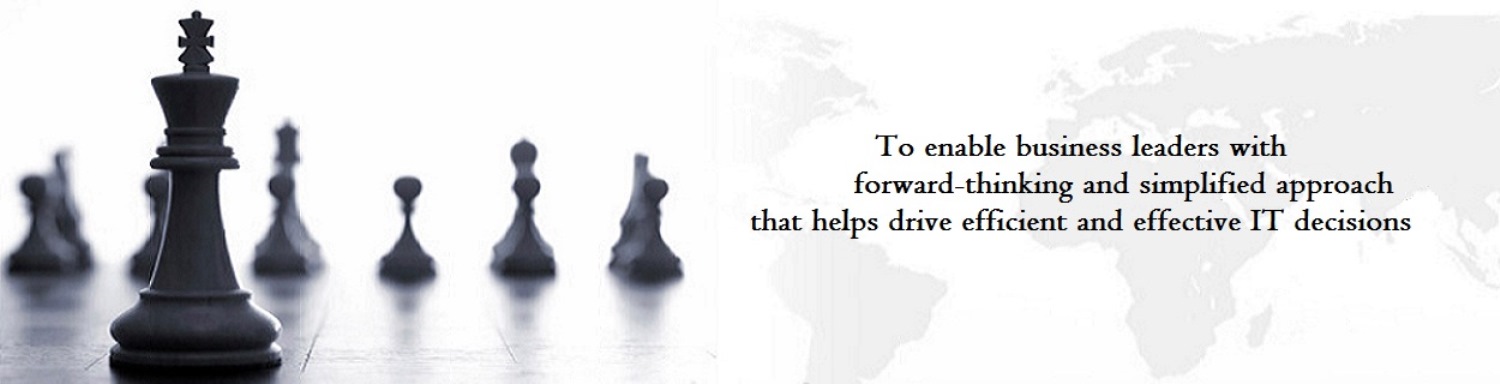 To enable business leaders with
forward-thinking and simplified approach
that helps drive efficient and effective IT decisions